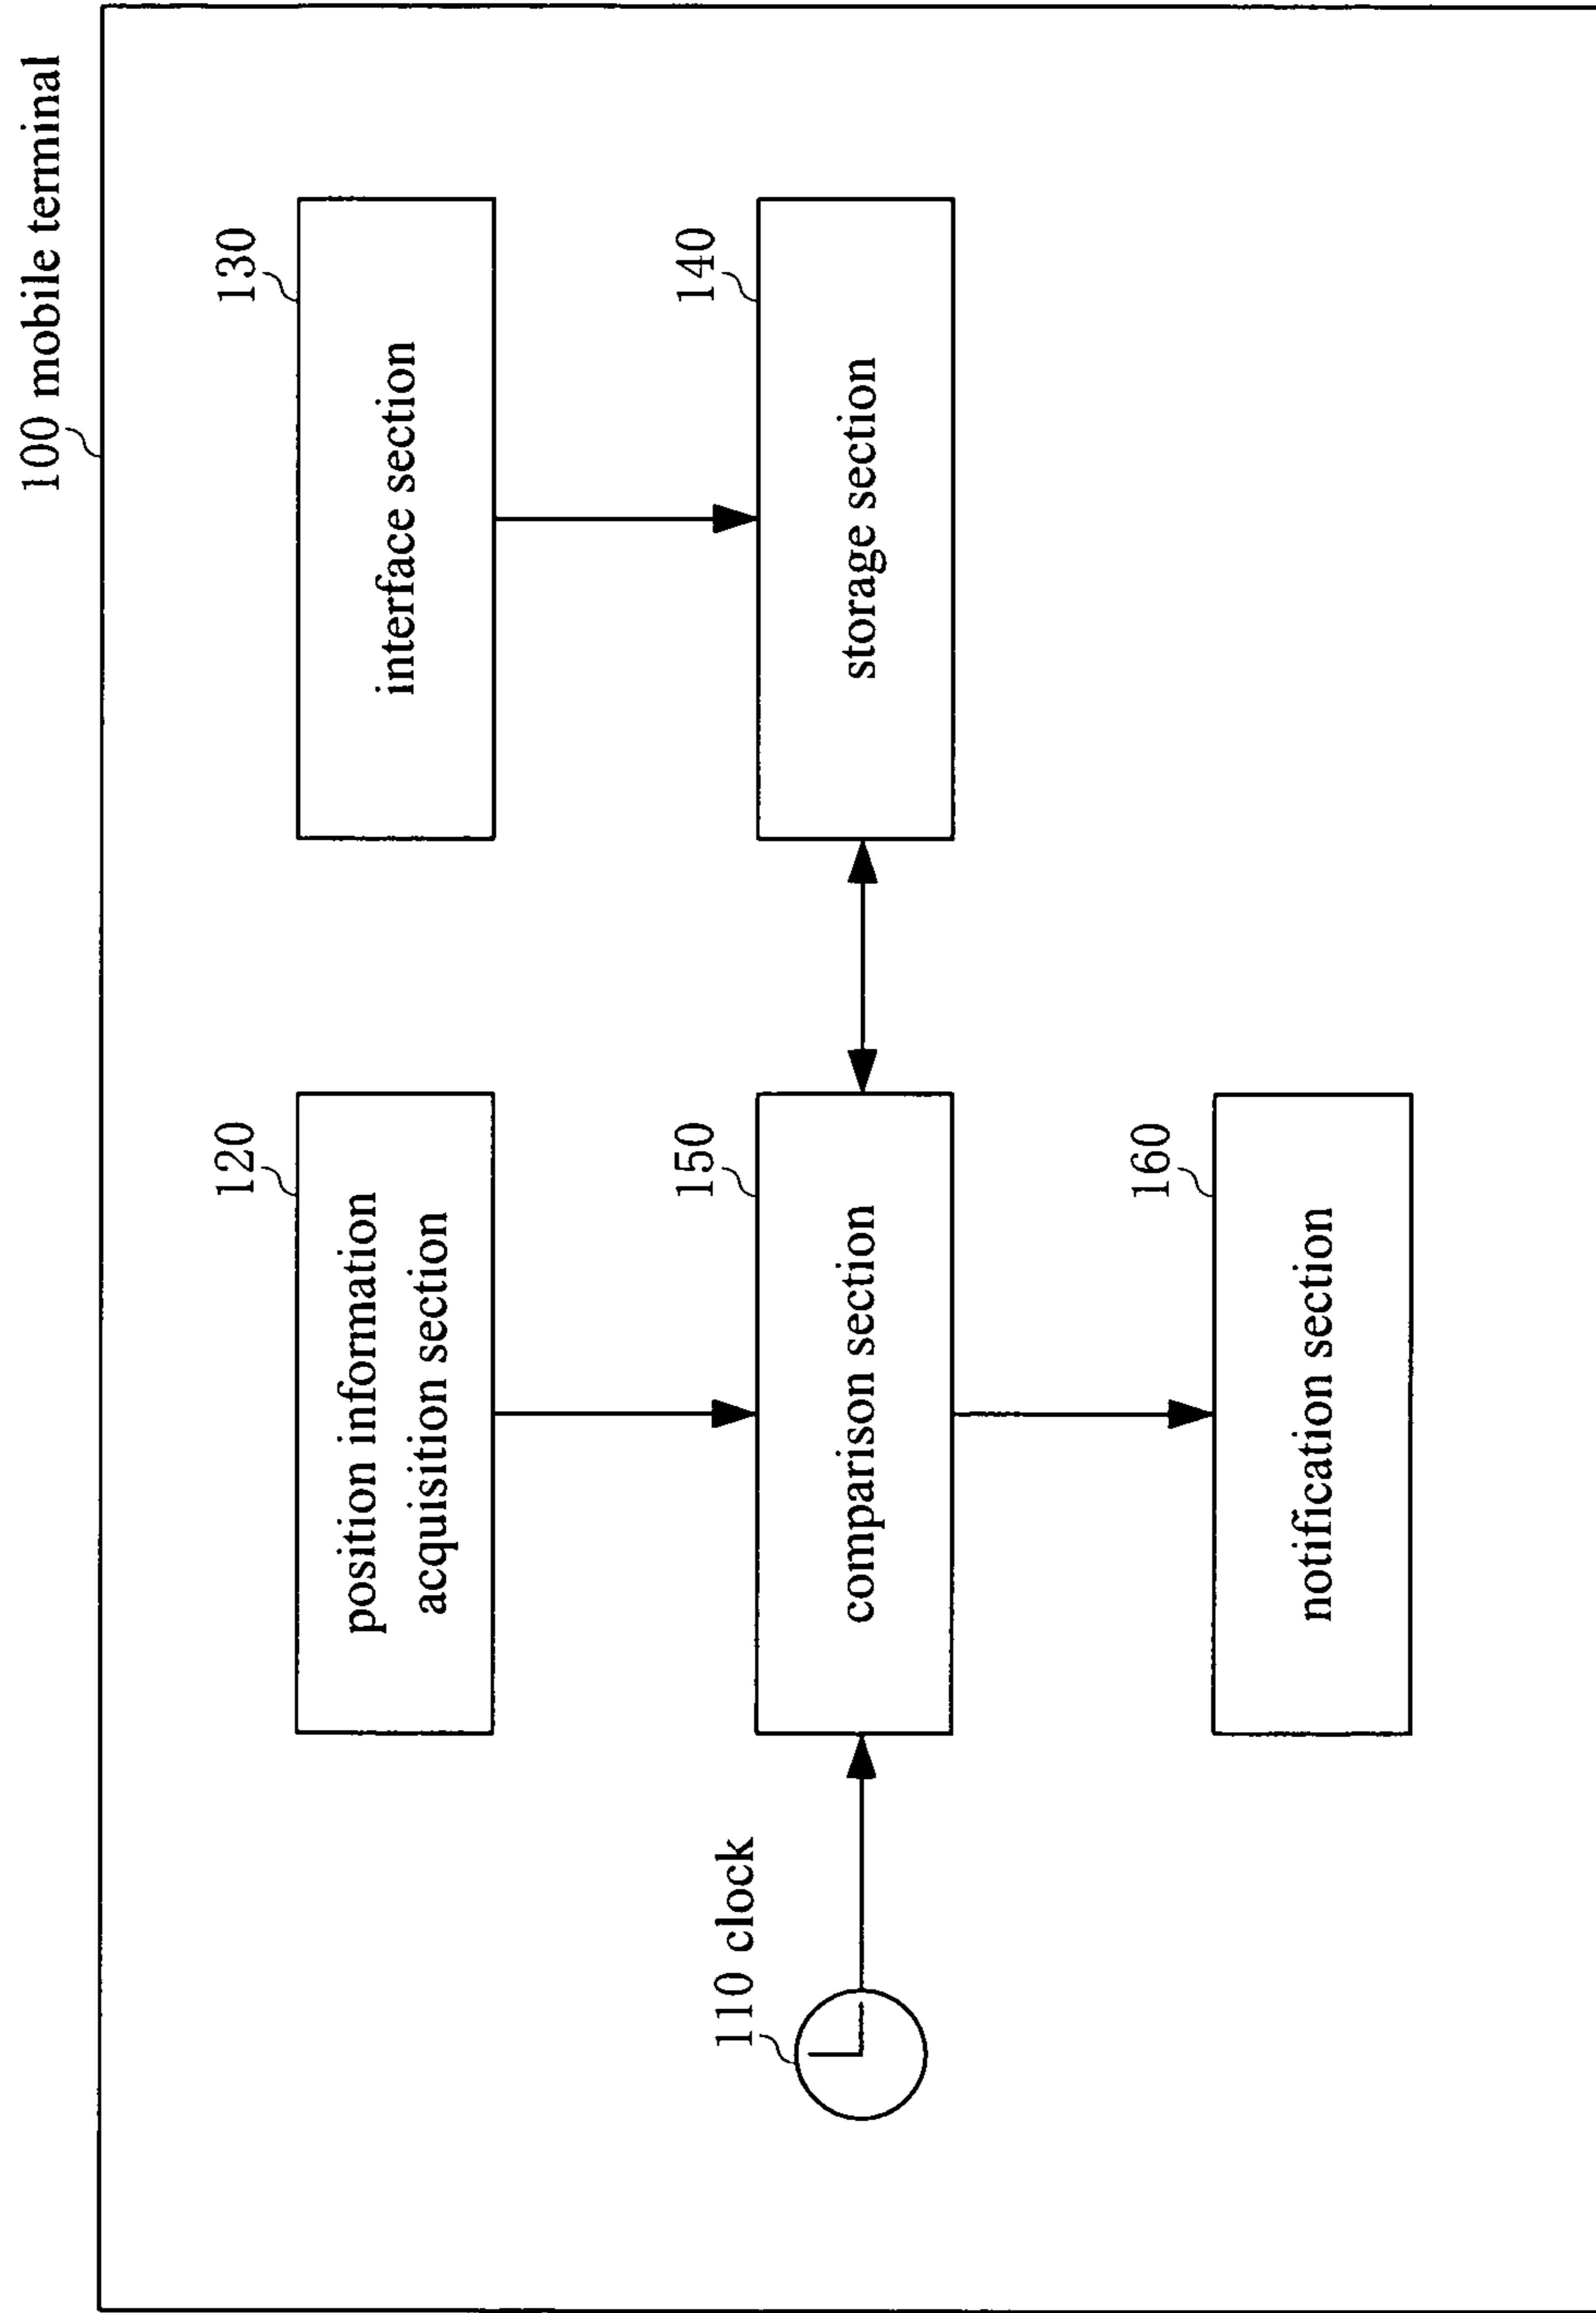 100 mobile terminal
120
position information
acquisition section
130
interface section
110 clock
150
comparison section
140
storage section
160
notification section